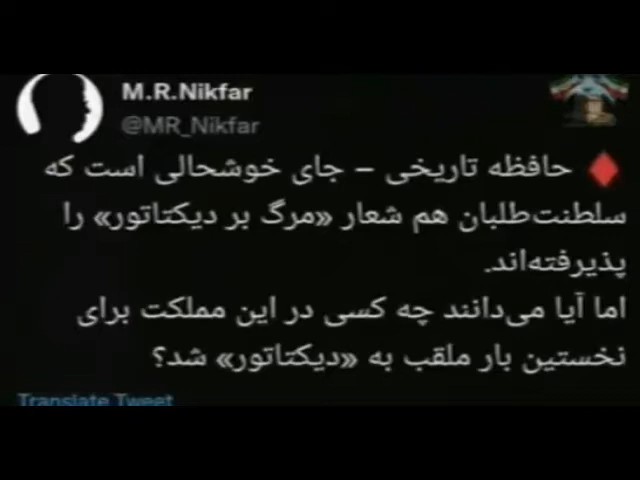 M.R.Nikfar
@MR_Nikfar
♦ حافظه تاریخی – جای خوشحالی است که
سلطنت‌طلبان هم شعار «مرگ بر دیکتاتور» را
پذیرفته‌اند.
اما آیا می‌دانند چه کسی در این مملکت برای
نخستین بار ملقب به «دیکتاتور» شد؟
Translate Tweet